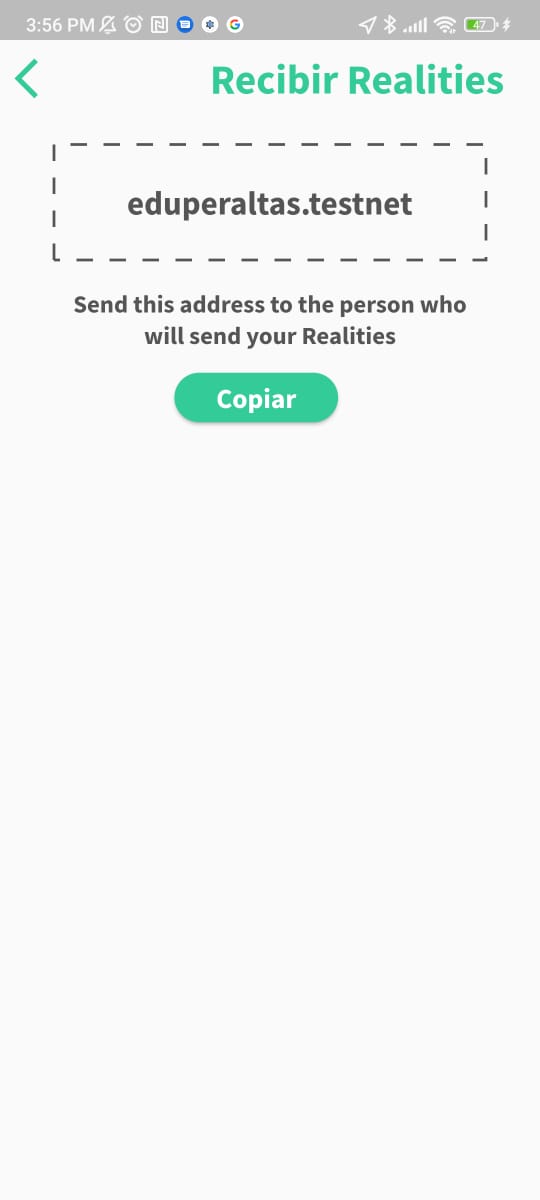 3:56 PM
47
Recibir Realities
eduperaltas.testnet
Send this address to the person who
will send your Realities
Copiar